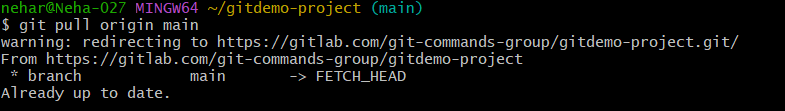 nehar@Neha-027 MINGW64 ~/gitdemo-project (main)
$ git pull origin main
warning: redirecting to https://gitlab.com/git-commands-group/gitdemo-project.git/
From https://gitlab.com/git-commands-group/gitdemo-project
 * branch            main       -> FETCH_HEAD
Already up to date.